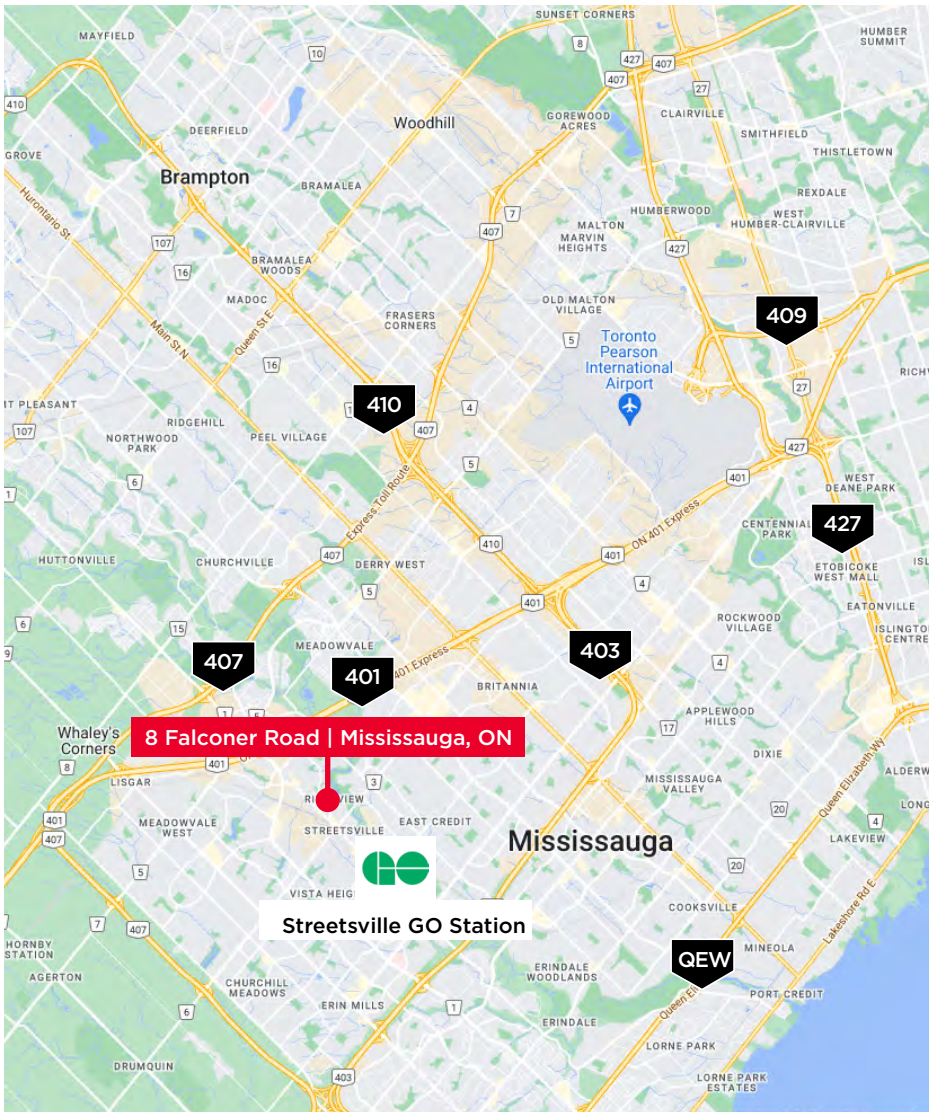 SUNSET CORNERS
HUMBER
SUMMIT
MAYFIELD
8
10
427
407
407
27
410
Woodhill
GOREWOOD
ACRES
CLAIRVILLE
DEERFIELD
SMITHFIELD
GROVE
THISTLETOWN
Brampton
BRAMALEA
REXDALE
Hurontario St
HUMBERWOOD
WEST
HUMBER-CLAIRVILLE
7
407
MALTON
MARVIN
HEIGHTS
427
107
BRAMALEA
WOODS
16
MADOC
OLD MALTON
VILLAGE
FRASERS
CORNERS
409
Main St N
Queen St E
5
Toronto
Pearson
International
Airport
16
27
410
4
107
RIDGEHILL
407
427
NORTHWOOD
PARK
PEEL VILLAGE
5
401
WEST
DEANE PARK
6
1
Express Toll Route
CENTENNIAL
PARK
427
410
ON 401 Express
407
401
HUTTONVILLE
CHURCHVILLE
DERRY WEST
ETOBICOKE
WEST MALL
5
4
401
EATONVILLE
6
15
ROCKWOOD
VILLAGE
ISLINGTON
CENTRE
MEADOWVALE
407
401
401 Express
403
4
9
BRITANNIA
1
5
APPLEWOOD
HILLS
17
Whaley's
Corners
8 Falconer Road | Mississauga, ON
8
401
DIXIE
LISGAR
3
MISSISSAUGA
VALLEY
Queen Elizabeth Wy
401
407
MEADOWVALE
WEST
STREETSVILLE
EAST CREDIT
20
4
Mississauga
LAKEVIEW
5
GO
20
Lakeshore Rd E
COOKSVILLE
7
407
Streetsville GO Station
HORNBY
STATION
QEW
MINEOLA
AGERTON
CHURCHILL
MEADOWS
ERINDALE
WOODLANDS
PORT CREDIT
6
ERIN MILLS
1
ERINDALE
LORNE PARK
DRUMQUIN
403
LORNE PARK
ESTATES